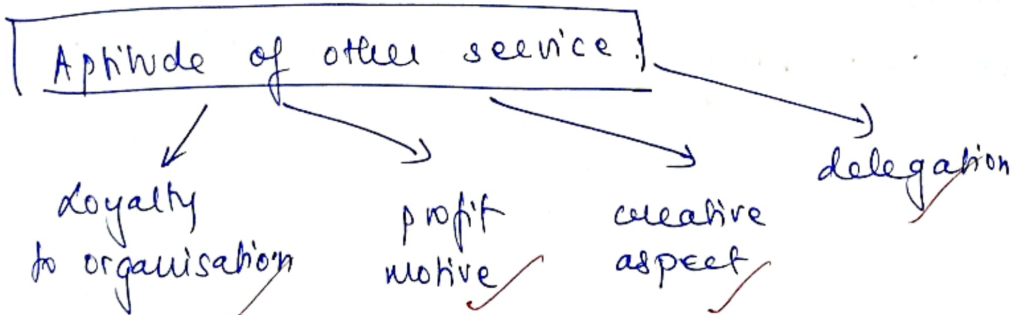 Aptitude of other service :
delegation
Loyalty
to organisation
profit
motive
creative
aspect